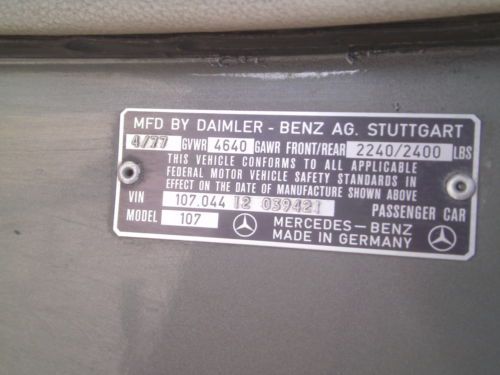 MFD BY DAIMLER - BENZ AG. STUTTGART
4/77 GVWR 4640 GAWR FRONT/REAR 2240/2400 LBS
THIS VEHICLE CONFORMS TO ALL APPLICABLE
FEDERAL MOTOR VEHICLE SAFETY STANDARDS IN
EFFECT ON THE DATE OF MANUFACTURE SHOWN ABOVE
VIN 107.044 12 039421 PASSENGER CAR
MODEL 107 MERCEDES-BENZ
MADE IN GERMANY